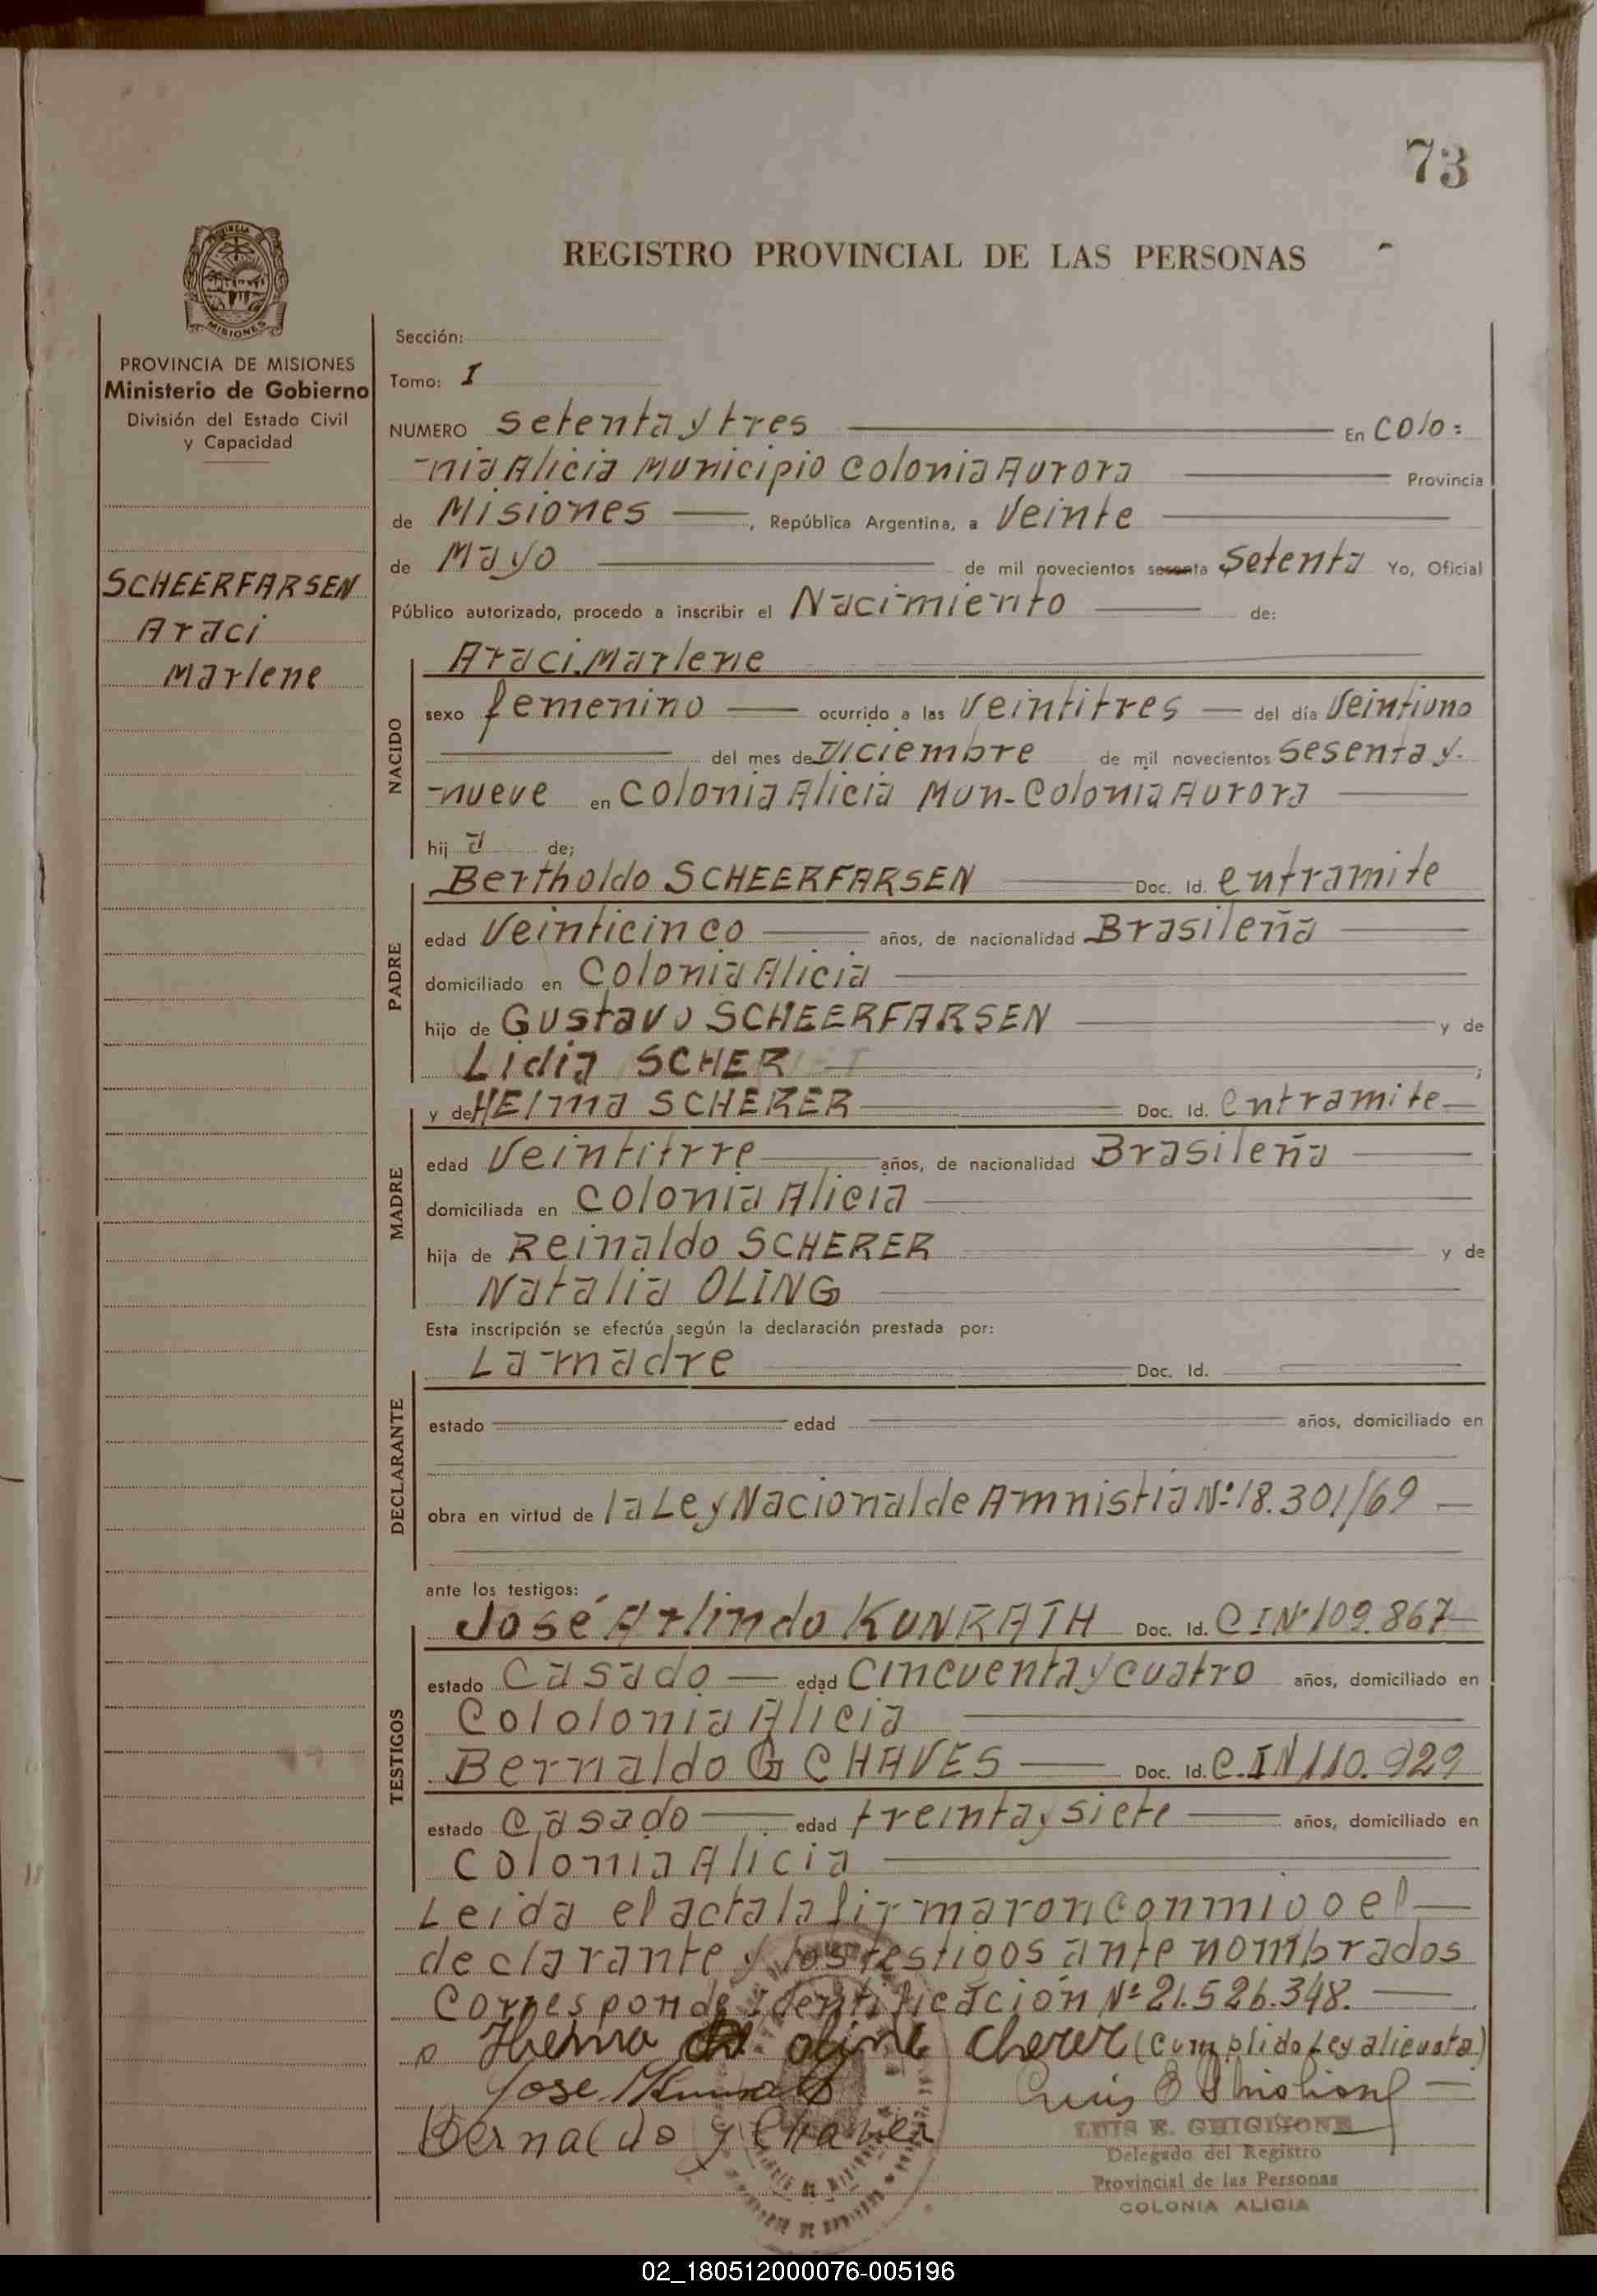 73
REGISTRO PROVINCIAL DE LAS PERSONAS
PROVINCIA DE
MISIONES
PROVINCIA DE MISIONES
Ministerio de Gobierno
División del Estado Civil
y Capacidad
SCHEERFARSEN
Araci
Marlene
Sección:
Tomo: I
NUMERO setenta y tres En Colo=
-nia Alicia Municipio Colonia Aurora Provincia
de Misiones, República Argentina, a Veinte
de Mayo de mil novecientos sesenta Setenta Yo, Oficial
Público autorizado, procedo a inscribir el Nacimiento de:
NACIDO
Araci Marlene
sexo femenino ocurrido a las veintitres del día Veintiuno
del mes de Diciembre de mil novecientos sesenta y
-nueve en Colonia Alicia Mun-Colonia Aurora
hij a de;
PADRE
Bertholdo SCHEERFARSEN Doc. Id. entramite
edad Veinticinco años, de nacionalidad Brasileña
domiciliado en Colonia Alicia
hijo de Gustavo SCHEERFARSEN y de
Lidia SCHER ;
MADRE
y de HElma SCHERER Doc. Id. entramite
edad Veintitrre años, de nacionalidad Brasileña
domiciliada en Colonia Alicia
hija de Reinaldo SCHERER y de
Natalia OLING
Esta inscripción se efectúa según la declaración prestada por:
DECLARANTE
La madre Doc. Id.
estado edad años, domiciliado en
obra en virtud de la Ley Nacional de Amnistía Nº 18.301/69
ante los testigos:
TESTIGOS
José Arlindo KUNRATH Doc. Id. C I Nº 109.867
estado Casado edad Cincuenta y cuatro años, domiciliado en
Cololonia Alicia
Bernaldo G CHAVES Doc. Id. C.I N 110.929
estado Casado edad treinta y siete años, domiciliado en
Colonia Alicia
Leida el acta la firmaron conmi o o el
declarante y los testigos ante nombrados
Corresponde identificación Nº 21.526.348.
Cherer (Cumplido Ley alicuota)
Jose
Bernaldo g Chaves
LUIS E. GHIGLIONE
Delegado del Registro
Provincial de las Personas
COLONIA ALICIA
02_180512000076-005196